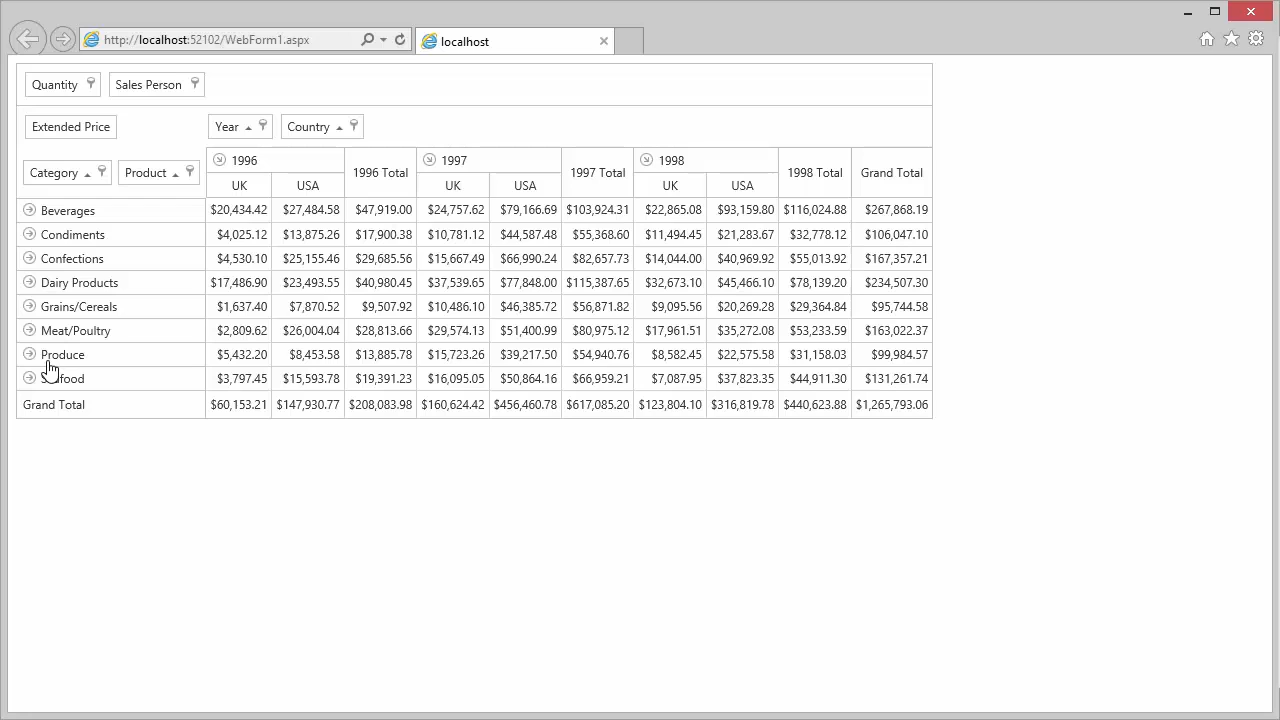 http://localhost:52102/WebForm1.aspx
localhost
Quantity Sales Person
Extended Price Year Country
Category Product
1996 1996 Total 1997 1997 Total 1998 1998 Total Grand Total
UK USA UK USA UK USA
Beverages $20,434.42 $27,484.58 $47,919.00 $24,757.62 $79,166.69 $103,924.31 $22,865.08 $93,159.80 $116,024.88 $267,868.19
Condiments $4,025.12 $13,875.26 $17,900.38 $10,781.12 $44,587.48 $55,368.60 $11,494.45 $21,283.67 $32,778.12 $106,047.10
Confections $4,530.10 $25,155.46 $29,685.56 $15,667.49 $66,990.24 $82,657.73 $14,044.00 $40,969.92 $55,013.92 $167,357.21
Dairy Products $17,486.90 $23,493.55 $40,980.45 $37,539.65 $77,848.00 $115,387.65 $32,673.10 $45,466.10 $78,139.20 $234,507.30
Grains/Cereals $1,637.40 $7,870.52 $9,507.92 $10,486.10 $46,385.72 $56,871.82 $9,095.56 $20,269.28 $29,364.84 $95,744.58
Meat/Poultry $2,809.62 $26,004.04 $28,813.66 $29,574.13 $51,400.99 $80,975.12 $17,961.51 $35,272.08 $53,233.59 $163,022.37
Produce $5,432.20 $8,453.58 $13,885.78 $15,723.26 $39,217.50 $54,940.76 $8,582.45 $22,575.58 $31,158.03 $99,984.57
$3,797.45 $15,593.78 $19,391.23 $16,095.05 $50,864.16 $66,959.21 $7,087.95 $37,823.35 $44,911.30 $131,261.74
Grand Total $60,153.21 $147,930.77 $208,083.98 $160,624.42 $456,460.78 $617,085.20 $123,804.10 $316,819.78 $440,623.88 $1,265,793.06